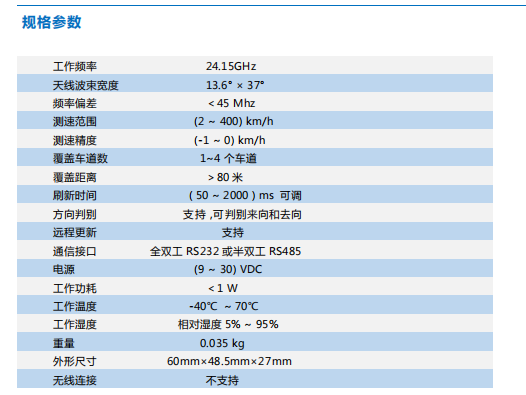 规格参数
工作频率 24.15GHz
天线波束宽度 13.6° × 37°
频率偏差 < 45 Mhz
测速范围 (2 ~ 400) km/h
测速精度 (-1 ~ 0) km/h
覆盖车道数 1~4 个车道
覆盖距离 > 80 米
刷新时间 ( 50 ~ 2000 ) ms 可调
方向判别 支持 ,可判别来向和去向
远程更新 支持
通信接口 全双工 RS232 或半双工 RS485
电源 (9 ~ 30) VDC
工作功耗 < 1 W
工作温度 -40℃ ~ 70℃
工作湿度 相对湿度 5% ~ 95%
重量 0.035 kg
外形尺寸 60mm×48.5mm×27mm
无线连接 不支持